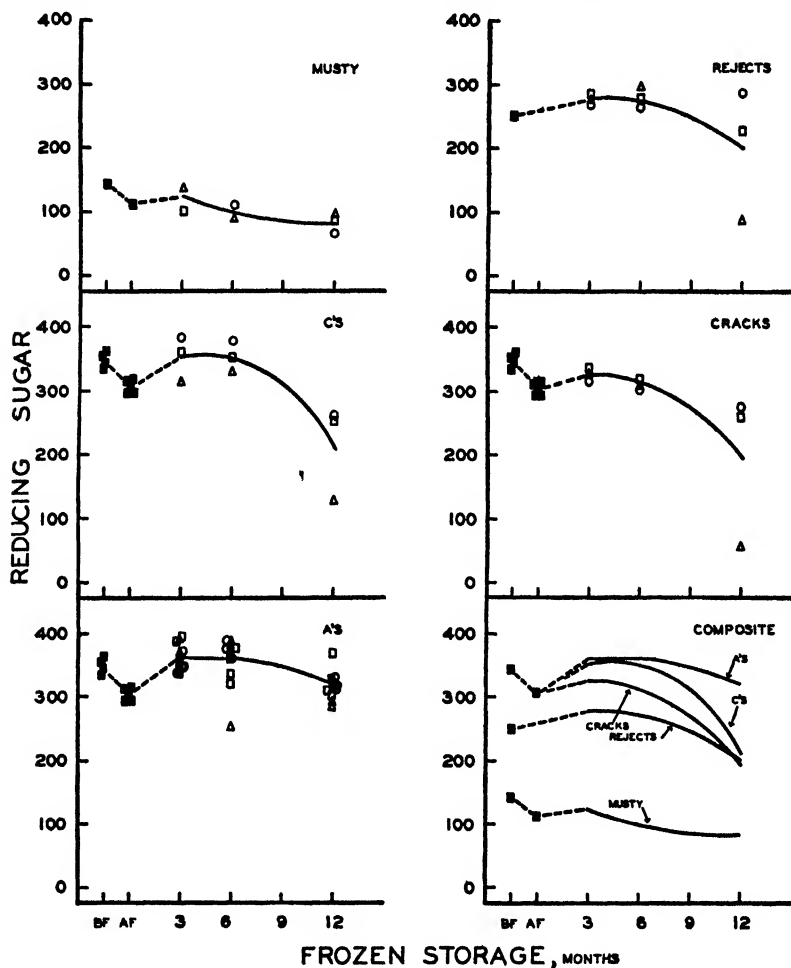 REDUCING SUGAR
400
300
200
100
0
MUSTY
400
300
200
100
0
REJECTS
400
300
200
100
0
C'S
400
300
200
100
0
CRACKS
400
300
200
100
0
A'S
BF AF 3 6 9 12
400
300
200
100
0
COMPOSITE
A'S
C'S
CRACKS
REJECTS
MUSTY
BF AF 3 6 9 12
FROZEN STORAGE, MONTHS